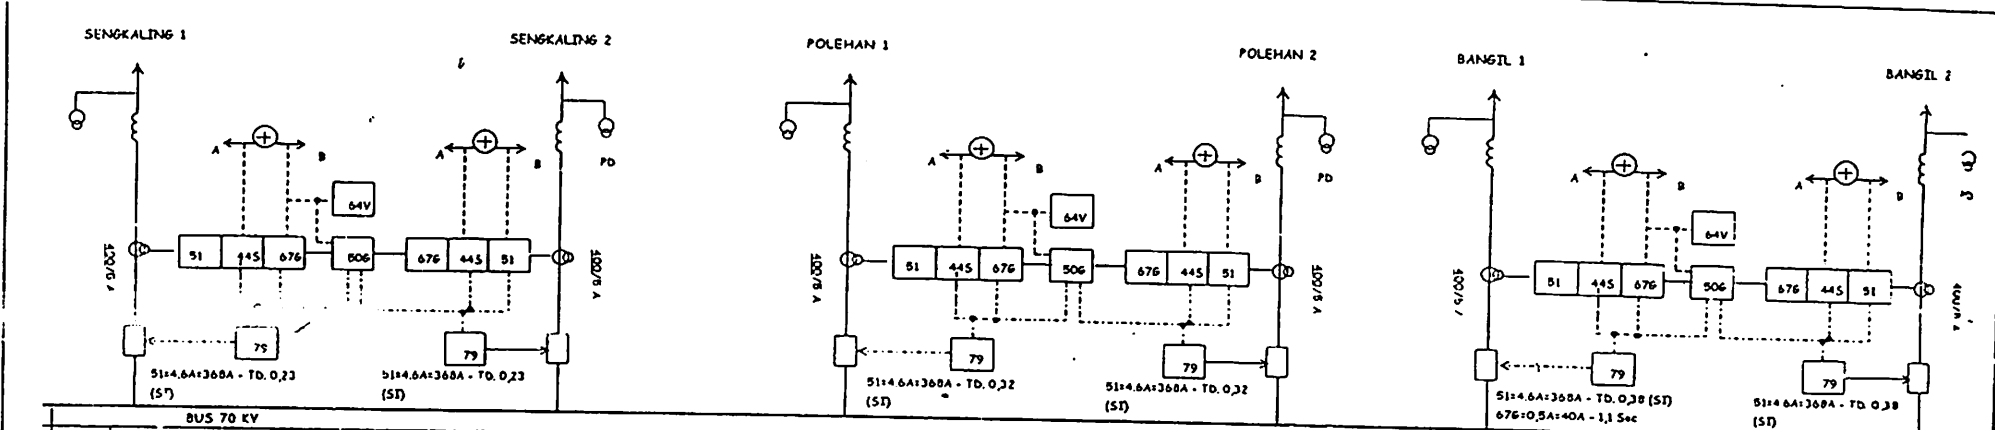 SENGKALING 1
SENGKALING 2
POLEHAN 1
POLEHAN 2
BANGIL 1
BANGIL 2
A
B
A
B
PD
64V
400/5 A
51
44S
67G
50G
67G
44S
51
400/5 A
79
51=4.6A=368A - TD. 0,23
(SI)
51=4.6A=368A - TD. 0,23
(SI)
A
B
A
B
PD
64V
400/5 A
51
44S
67G
50G
67G
44S
51
400/5 A
79
79
51=4.6A=368A - TD. 0,32
(SI)
51=4.6A=368A - TD. 0,32
(SI)
A
B
A
B
64V
400/5
51
44S
67G
50G
67G
44S
51
400/5 A
79
79
51=4.6A=368A - TD. 0,38 (SI)
67G=0,5A=40A - 1,1 Sec
51=4.6A=368A - TD. 0,38
(SI)
BUS 70 KV